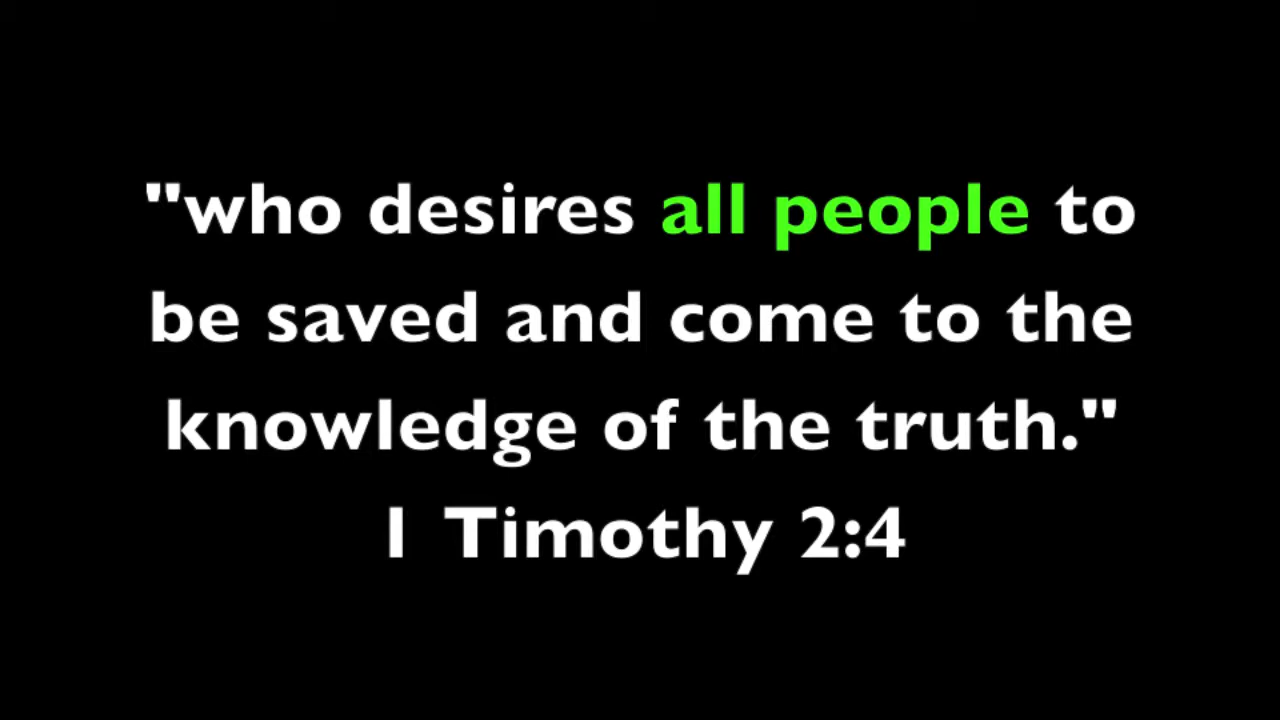 "who desires all people to
be saved and come to the
knowledge of the truth."
1 Timothy 2:4